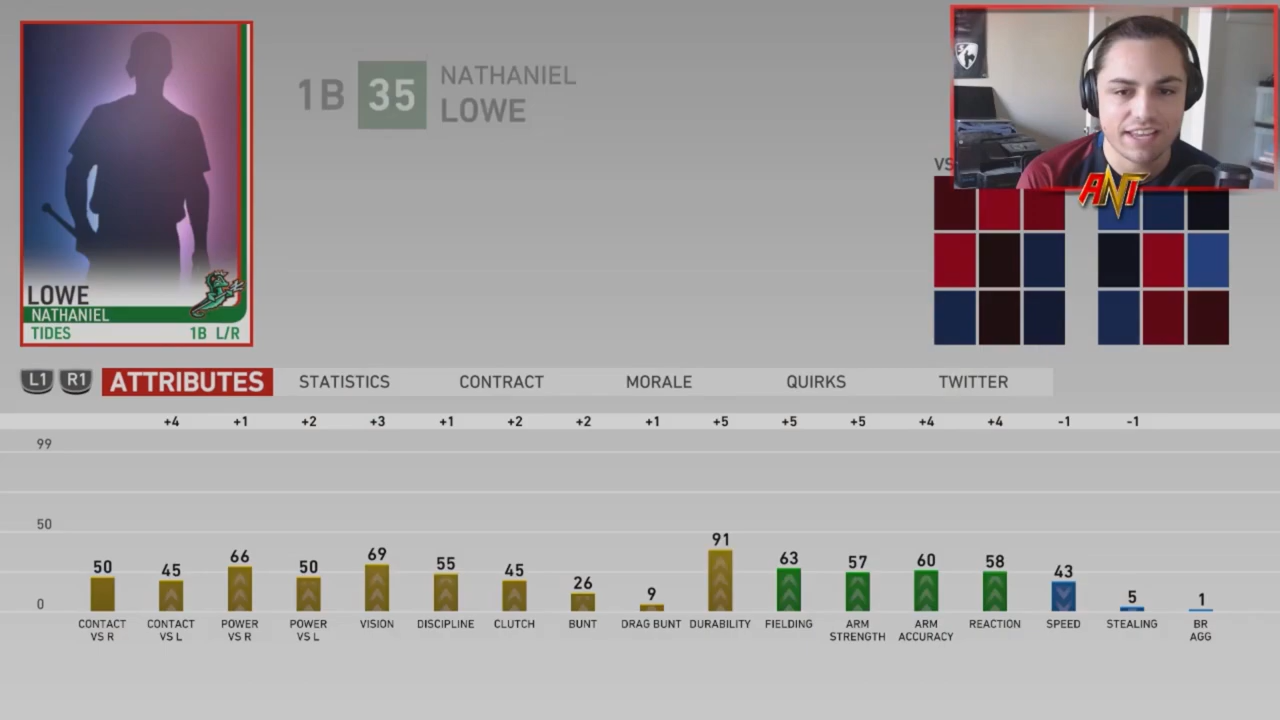 1B 35 NATHANIEL
LOWE
VS
ANT
LOWE
NATHANIEL
TIDES 1B L/R
L1 R1 ATTRIBUTES STATISTICS CONTRACT MORALE QUIRKS TWITTER
+4 +1 +2 +3 +1 +2 +2 +1 +5 +5 +5 +4 +4 -1 -1
99
50
0
50 45 66 50 69 55 45 26 9 91 63 57 60 58 43 5 1
CONTACT VS R
CONTACT VS L
POWER VS R
POWER VS L
VISION
DISCIPLINE
CLUTCH
BUNT
DRAG BUNT
DURABILITY
FIELDING
ARM STRENGTH
ARM ACCURACY
REACTION
SPEED
STEALING
BR AGG